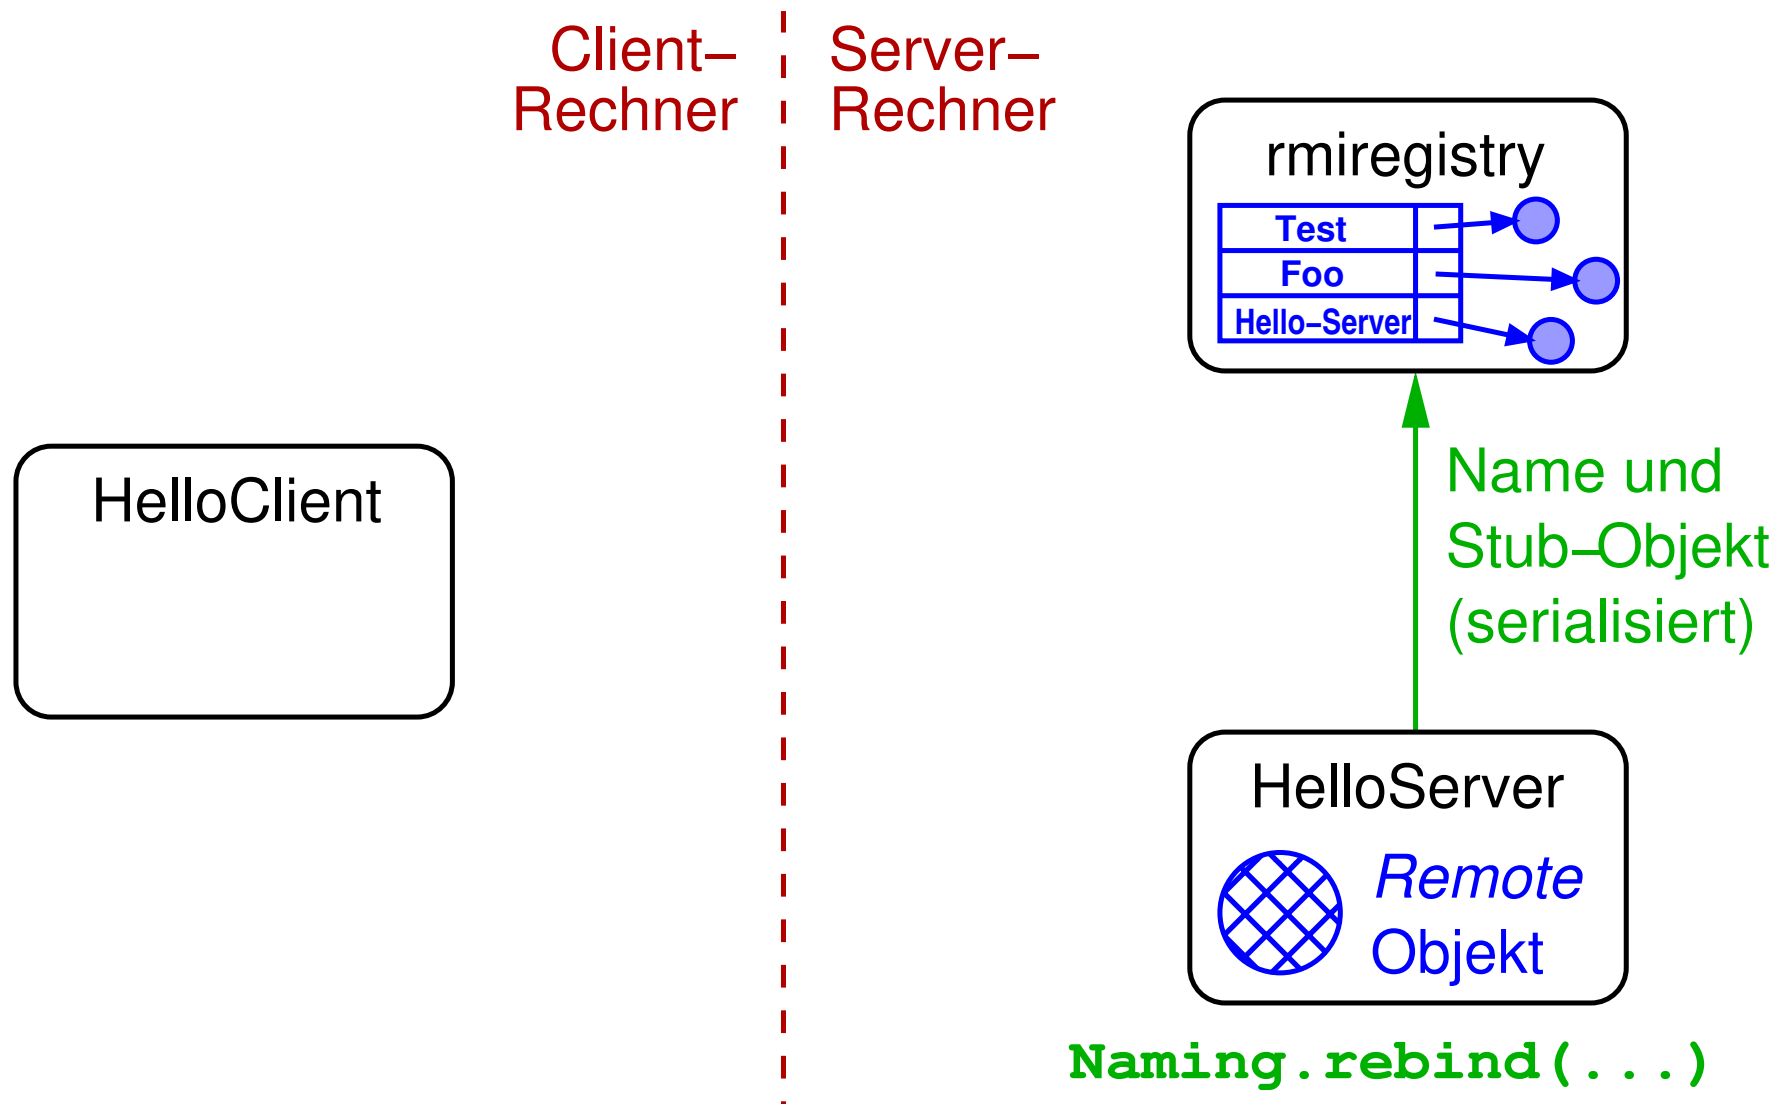 Client–
Rechner
Server–
Rechner
rmiregistry
Test
Foo
Hello–Server
HelloClient
Name und
Stub–Objekt
(serialisiert)
HelloServer
Remote
Objekt
Naming.rebind(...)